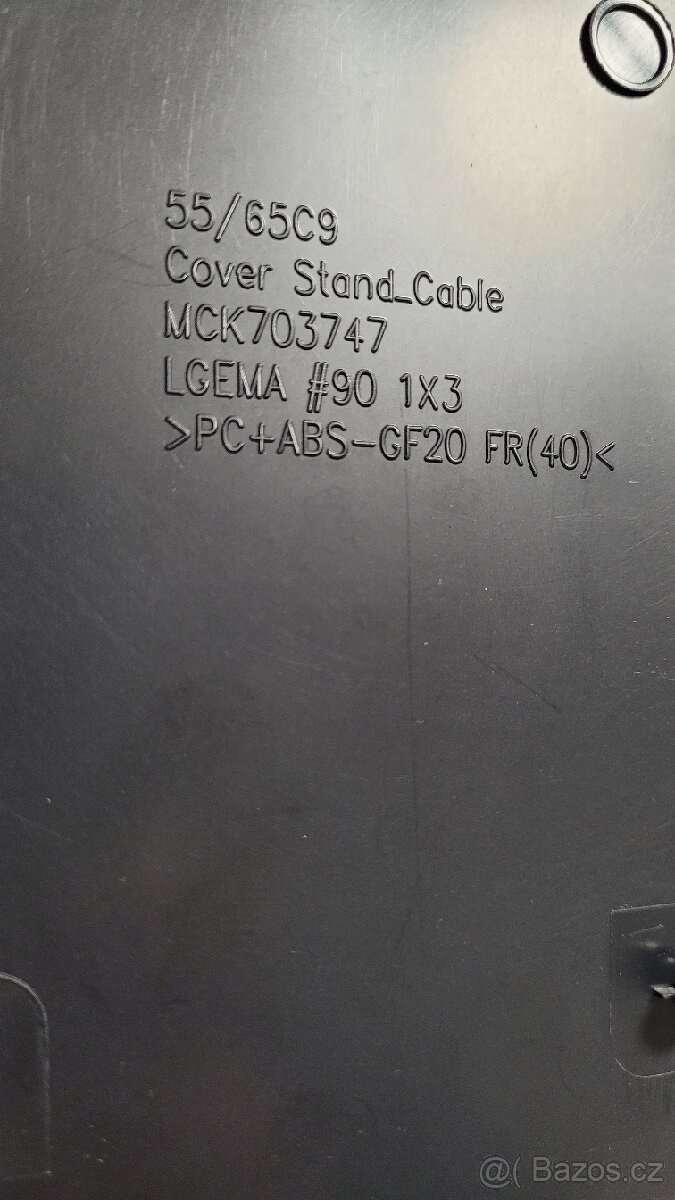 55/65C9
Cover Stand_Cable
MCK703747
LGEMA #90 1X3
>PC+ABS-GF20 FR(40)<
@( Bazos.cz